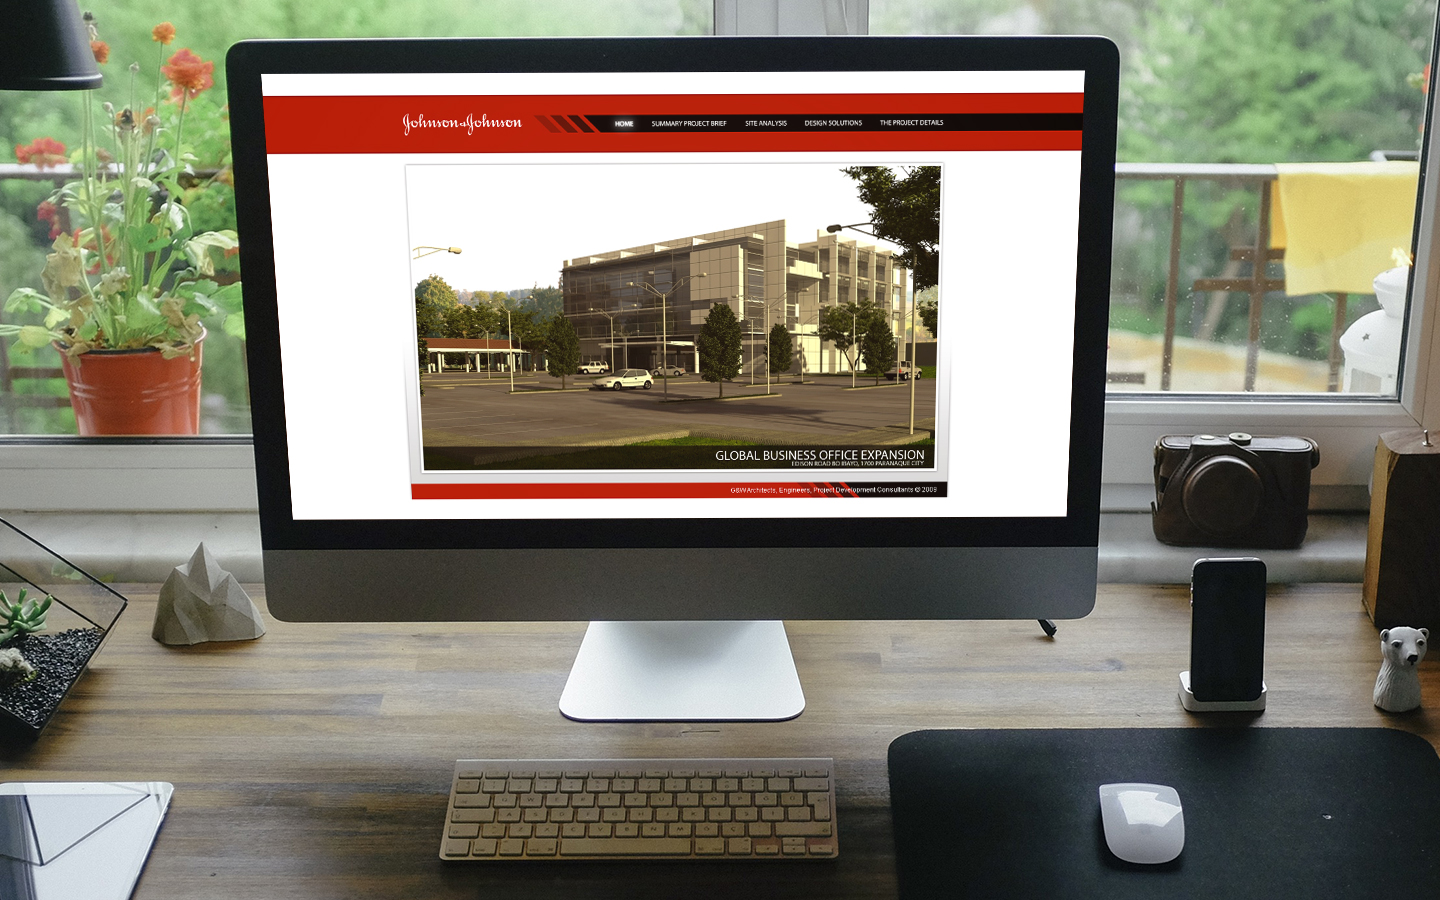 Johnson & Johnson
HOME SUMMARY PROJECT BRIEF SITE ANALYSIS DESIGN SOLUTIONS THE PROJECT DETAILS
GLOBAL BUSINESS OFFICE EXPANSION
EDISON ROAD BO IBAYO, 1700 PARANAQUE CITY
G&W Architects, Engineers, Project Development Consultants © 2009